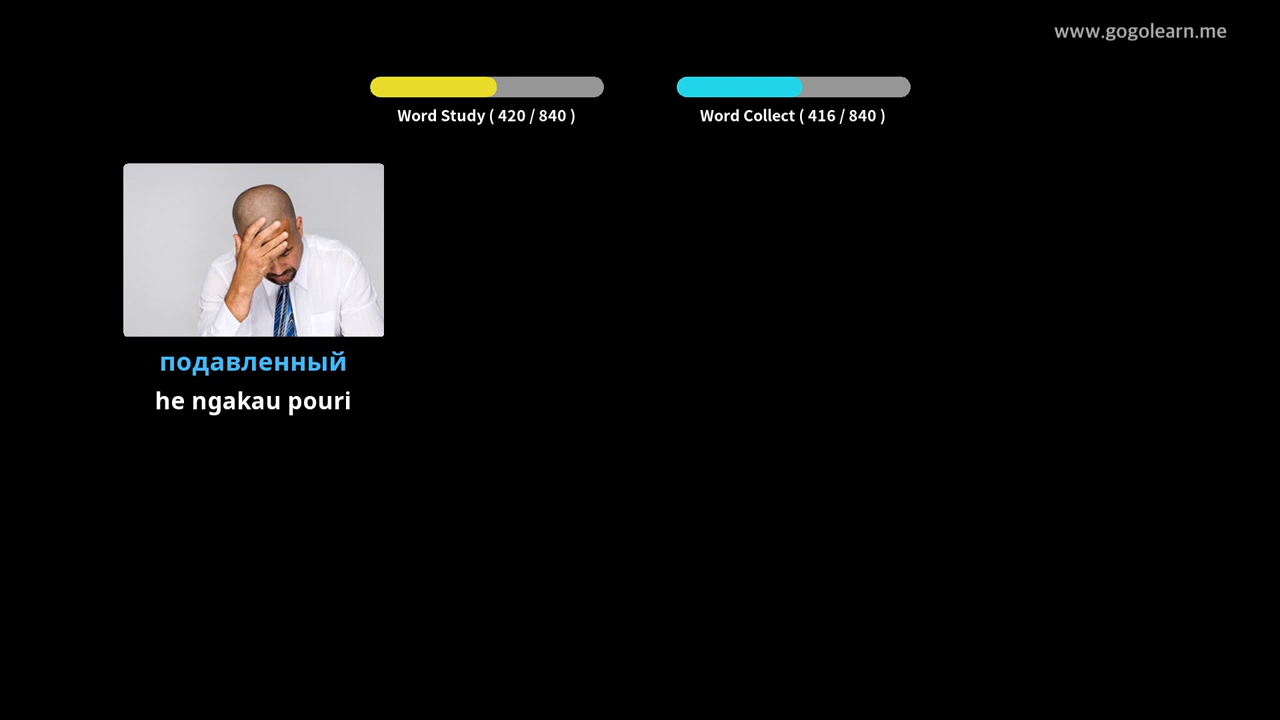 www.gogolearn.me
Word Study ( 420 / 840 )
Word Collect ( 416 / 840 )
подавленный
he ngakau pouri